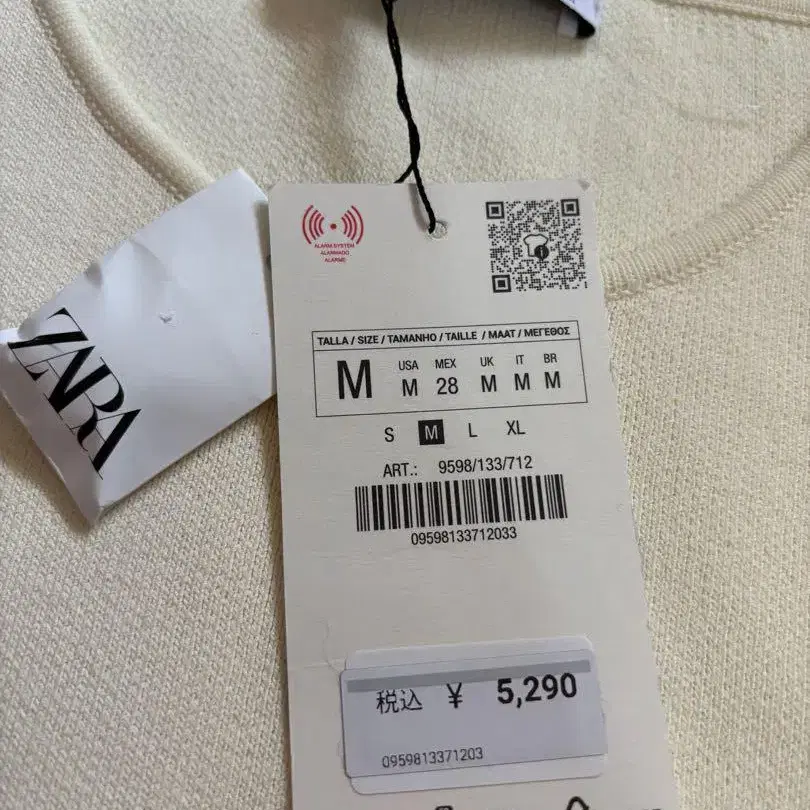 ZARA
ALARM SYSTEM
ALARMADO
ALARME
TALLA / SIZE / TAMANHO / TAILLE / MAAT / ΜΕΓΕΘΟΣ
M USA M MEX 28 UK M IT M BR M
S M L XL
ART.: 9598/133/712
09598133712033
税込 ¥ 5,290
0959813371203